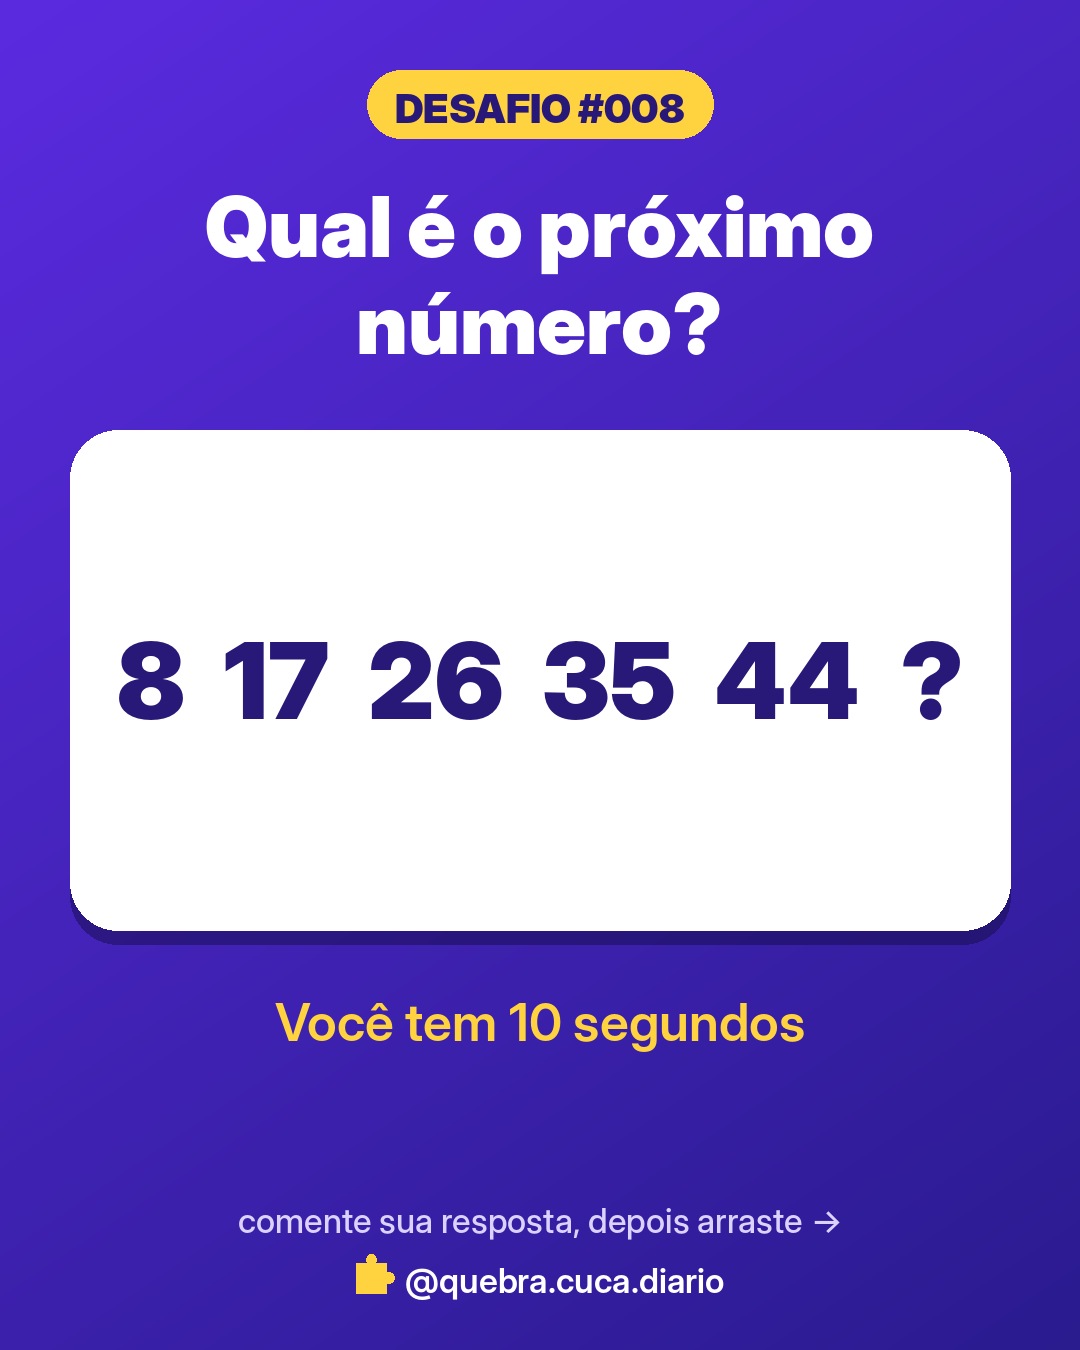 DESAFIO #008
Qual é o próximo
número?
8 17 26 35 44 ?
Você tem 10 segundos
comente sua resposta, depois arraste →
@quebra.cuca.diario